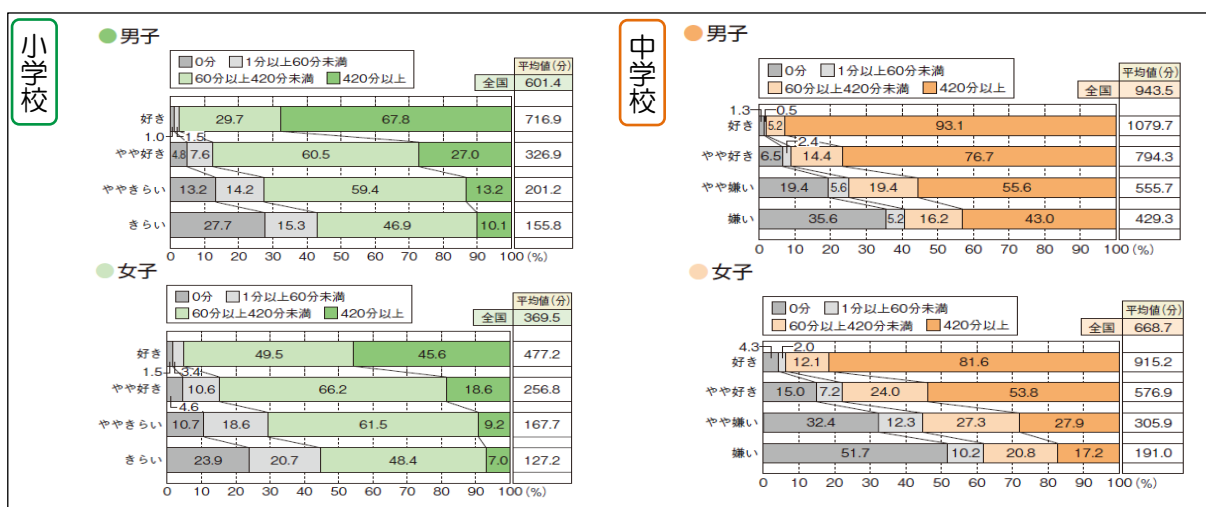 小学校
●男子
■0分 □1分以上60分未満
■60分以上420分未満 ■420分以上
平均値(分)
全国 601.4
好き 29.7 67.8 716.9
1.0 1.5
やや好き 4.8 7.6 60.5 27.0 326.9
ややきらい 13.2 14.2 59.4 13.2 201.2
きらい 27.7 15.3 46.9 10.1 155.8
0 10 20 30 40 50 60 70 80 90 100(%)
●女子
■0分 □1分以上60分未満
■60分以上420分未満 ■420分以上
平均値(分)
全国 369.5
好き 49.5 45.6 477.2
1.5 3.4
やや好き 10.6 66.2 18.6 256.8
4.6
ややきらい 10.7 18.6 61.5 9.2 167.7
きらい 23.9 20.7 48.4 7.0 127.2
0 10 20 30 40 50 60 70 80 90 100(%)
中学校
●男子
■0分 □1分以上60分未満
■60分以上420分未満 ■420分以上
平均値(分)
全国 943.5
1.3 0.5
好き 5.2 93.1 1079.7
2.4
やや好き 6.5 14.4 76.7 794.3
やや嫌い 19.4 5.6 19.4 55.6 555.7
嫌い 35.6 5.2 16.2 43.0 429.3
0 10 20 30 40 50 60 70 80 90 100(%)
●女子
■0分 □1分以上60分未満
■60分以上420分未満 ■420分以上
平均値(分)
全国 668.7
4.3 2.0
好き 12.1 81.6 915.2
やや好き 15.0 7.2 24.0 53.8 576.9
やや嫌い 32.4 12.3 27.3 27.9 305.9
嫌い 51.7 10.2 20.8 17.2 191.0
0 10 20 30 40 50 60 70 80 90 100(%)